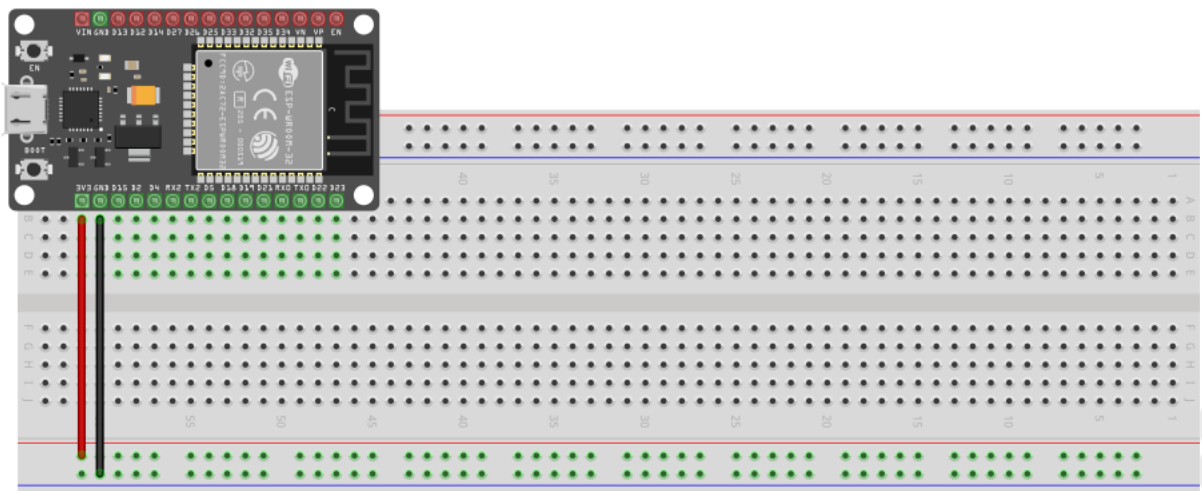 VIN GND D13 D12 D14 D27 D26 D25 D33 D32 D35 D34 VN VP EN
EN
WiFi ESP-WROOM-32
CE
R
BOOT
3V3 GND D15 D2 D4 RX2 TX2 D5 D18 D19 D21 RX0 TX0 D22 D23
40 35 30 25 20 15 10 5 1
A
B B
C C
D D
E E
F F
G G
H H
I I
J J
55 50 45 40 35 30 25 20 15 10 5 1